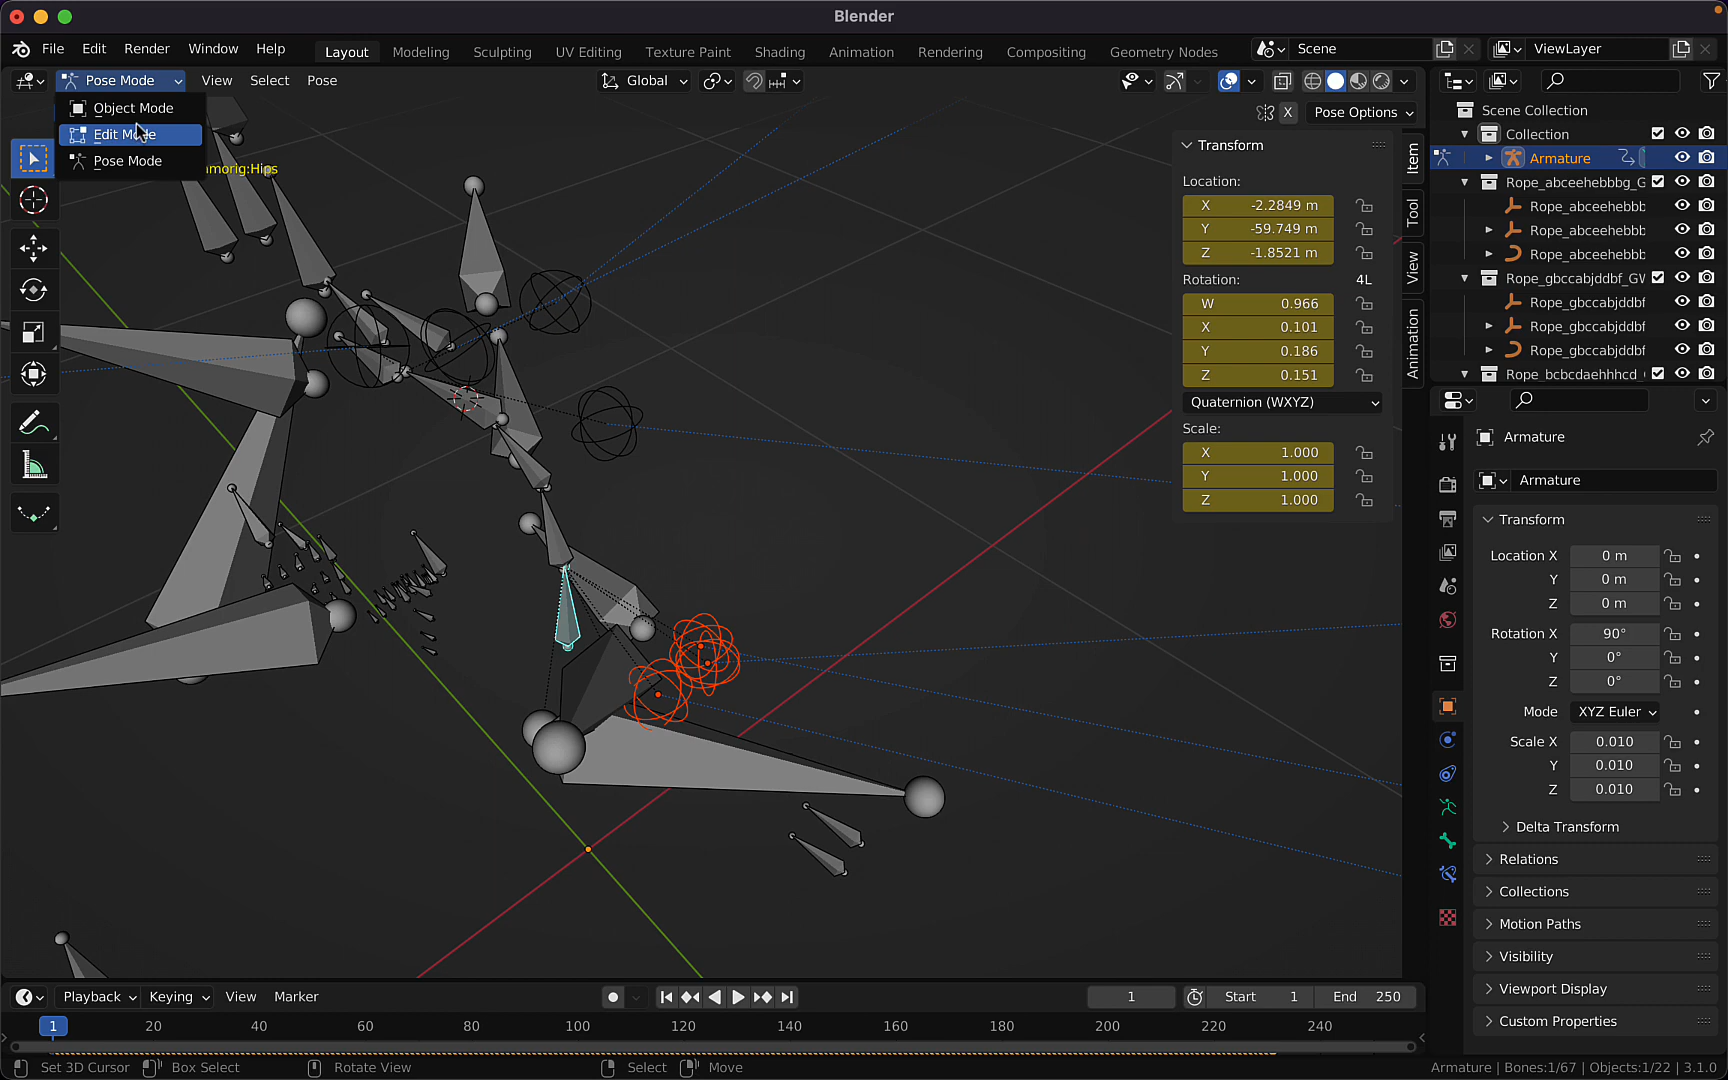 Blender
File Edit Render Window Help Layout Modeling Sculpting UV Editing Texture Paint Shading Animation Rendering Compositing Geometry Nodes Scene ViewLayer
Pose Mode View Select Pose Global
Object Mode
Edit Mode
Pose Mode
morig:Hips
X Pose Options
Transform
Location:
X -2.2849 m
Y -59.749 m
Z -1.8521 m
Rotation: 4L
W 0.966
X 0.101
Y 0.186
Z 0.151
Quaternion (WXYZ)
Scale:
X 1.000
Y 1.000
Z 1.000
Item
Tool
View
Animation
Scene Collection
Collection
Armature
Rope_abceehebbbg_G
Rope_abceehebbb
Rope_abceehebbb
Rope_abceehebbb
Rope_gbccabjddbf_GV
Rope_gbccabjddbf
Rope_gbccabjddbf
Rope_gbccabjddbf
Rope_bcbcdaehhhcd_
Armature
Armature
Transform
Location X 0 m
Y 0 m
Z 0 m
Rotation X 90°
Y 0°
Z 0°
Mode XYZ Euler
Scale X 0.010
Y 0.010
Z 0.010
Delta Transform
Relations
Collections
Motion Paths
Visibility
Viewport Display
Custom Properties
Playback Keying View Marker 1 Start 1 End 250
1 20 40 60 80 100 120 140 160 180 200 220 240
Set 3D Cursor Box Select Rotate View Select Move Armature | Bones:1/67 | Objects:1/22 | 3.1.0